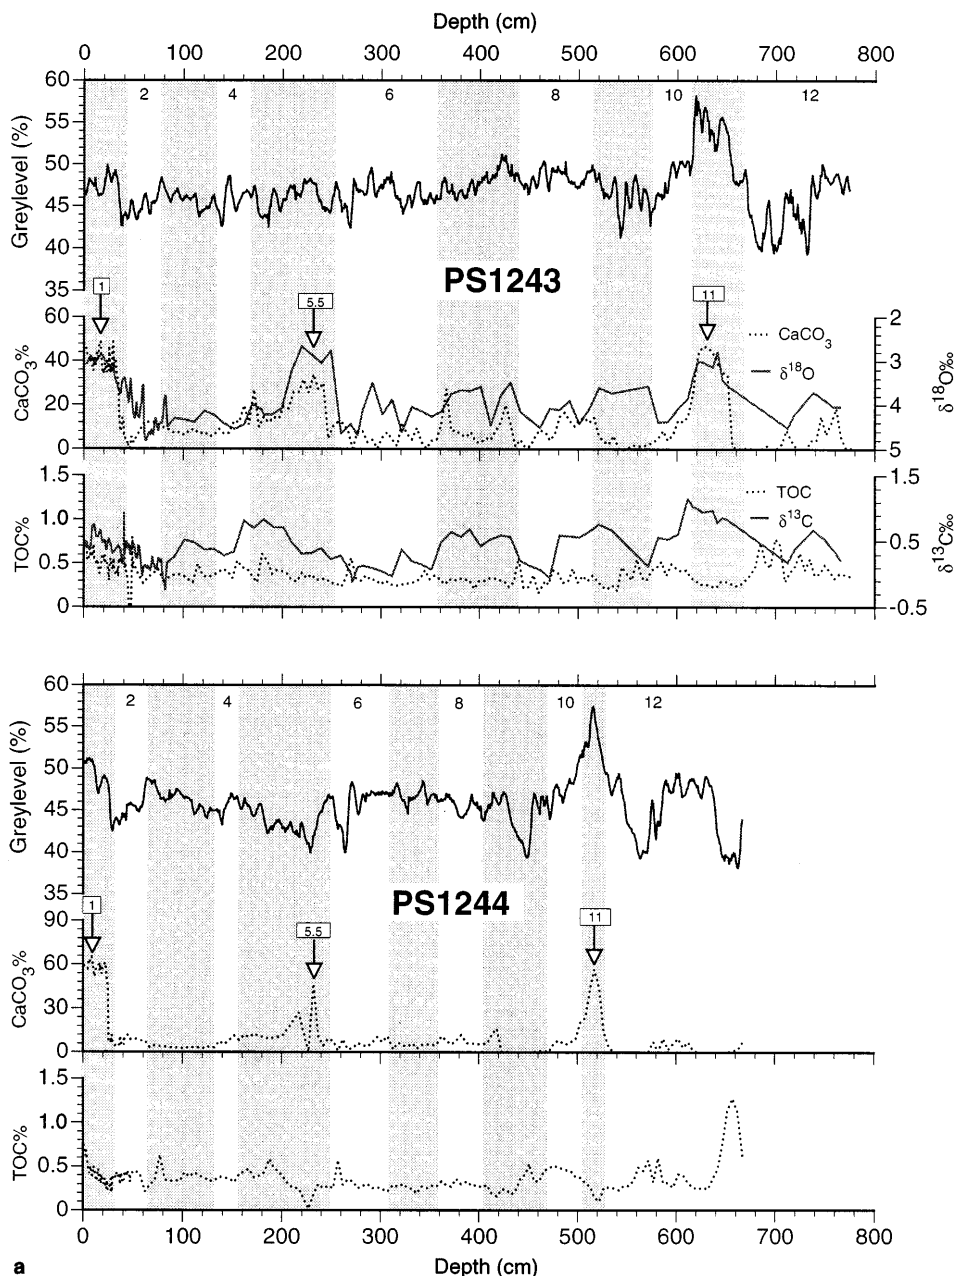 Depth (cm)
0 100 200 300 400 500 600 700 800
60
55
50
45
40
35
Greylevel (%)
2 4 6 8 10 12
PS1243
1 5.5 11
60
40
20
0
CaCO3%
CaCO3
δ18O
2
3
4
5
δ18O‰
1.5
1.0
0.5
0
TOC%
TOC
δ13C
1.5
0.5
-0.5
δ13C‰
60
55
50
45
40
35
Greylevel (%)
2 4 6 8 10 12
PS1244
1 5.5 11
90
60
30
0
CaCO3%
1.5
1.0
0.5
0
TOC%
0 100 200 300 400 500 600 700 800
a Depth (cm)